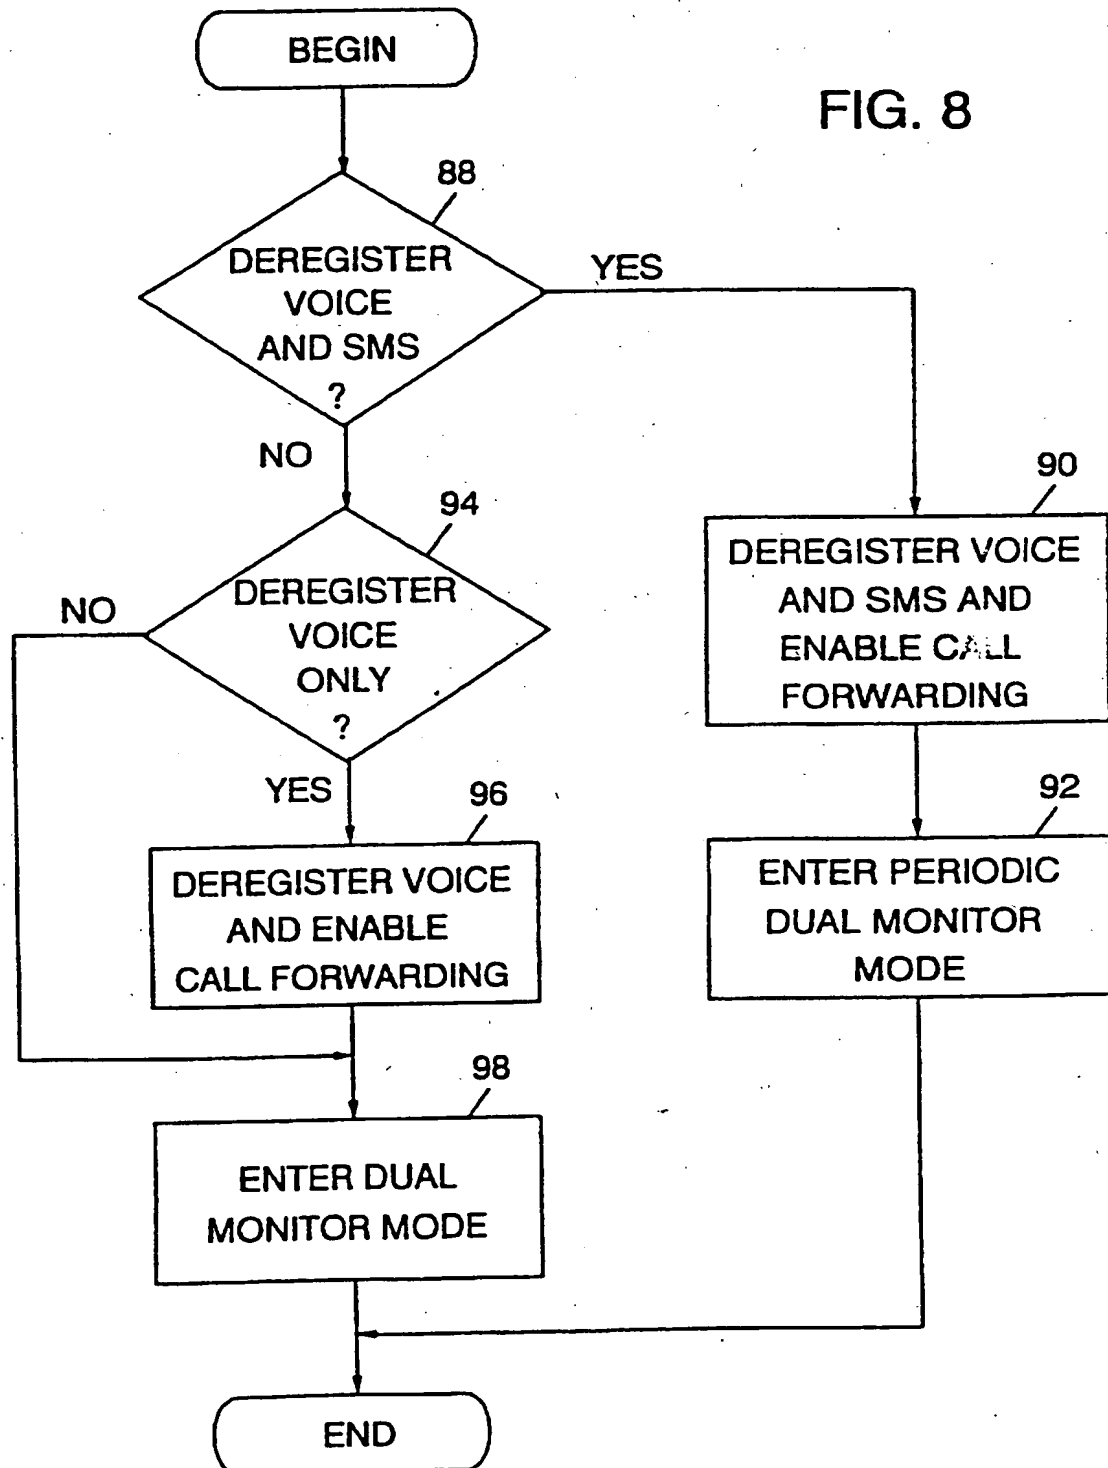 BEGIN
FIG. 8
88
DEREGISTER
VOICE
AND SMS
?
YES
NO
94
DEREGISTER
VOICE
ONLY
?
NO
YES
90
DEREGISTER VOICE
AND SMS AND
ENABLE CALL
FORWARDING
96
DEREGISTER VOICE
AND ENABLE
CALL FORWARDING
92
ENTER PERIODIC
DUAL MONITOR
MODE
98
ENTER DUAL
MONITOR MODE
END